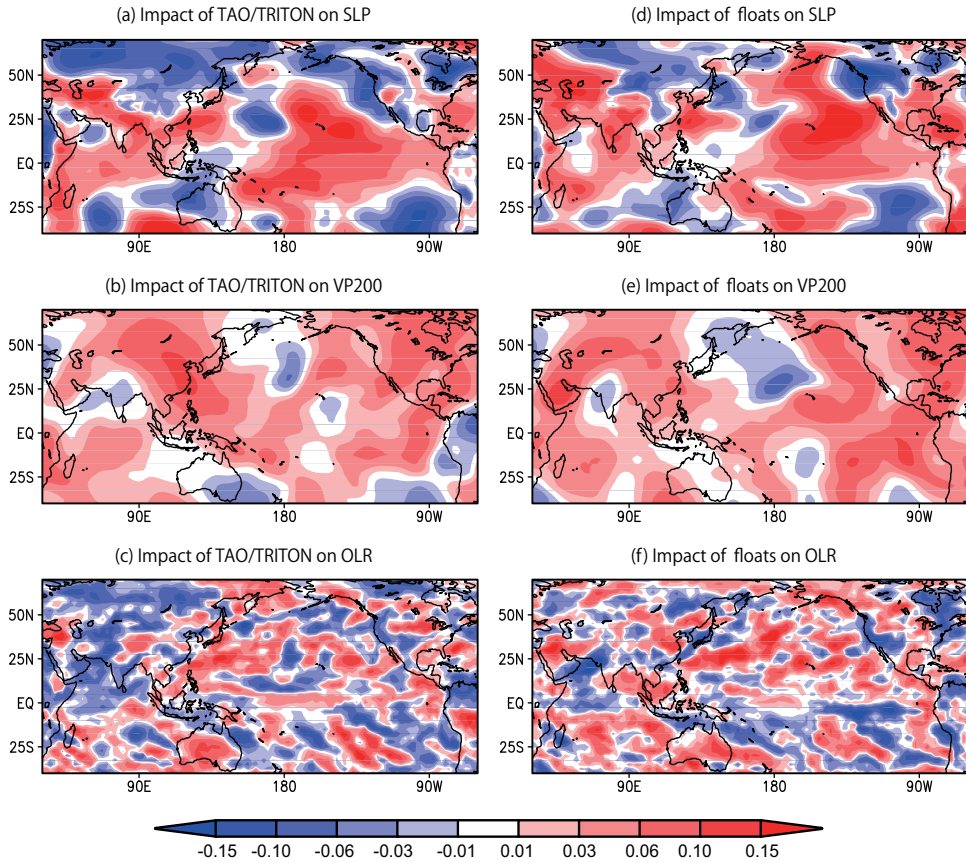 (a) Impact of TAO/TRITON on SLP
(d) Impact of floats on SLP
50N
25N
EQ
25S
90E
180
90W
50N
25N
EQ
25S
90E
180
90W
(b) Impact of TAO/TRITON on VP200
(e) Impact of floats on VP200
50N
25N
EQ
25S
90E
180
90W
50N
25N
EQ
25S
90E
180
90W
(c) Impact of TAO/TRITON on OLR
(f) Impact of floats on OLR
50N
25N
EQ
25S
90E
180
90W
50N
25N
EQ
25S
90E
180
90W
-0.15 -0.10 -0.06 -0.03 -0.01 0.01 0.03 0.06 0.10 0.15